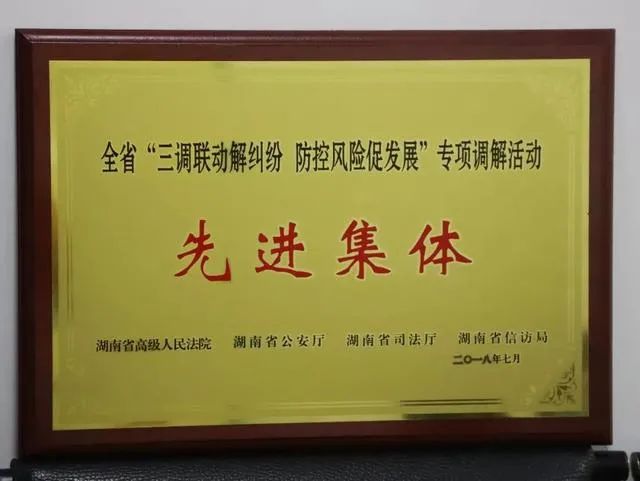 全省“三调联动解纠纷 防控风险促发展”专项调解活动
先进集体
湖南省高级人民法院 湖南省公安厅 湖南省司法厅 湖南省信访局
二〇一八年七月